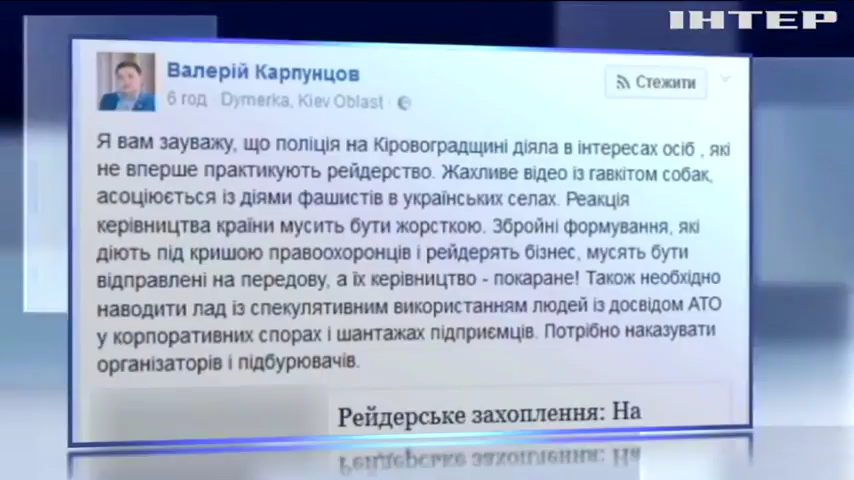 ІНТЕР
Валерій Карпунцов
6 год · Dymerka, Kiev Oblast ·
Стежити
Я вам зауважу, що поліція на Кіровоградщині діяла в інтересах осіб , які
не вперше практикують рейдерство. Жахливе відео із гавкітом собак,
асоціюється із діями фашистів в українських селах. Реакція
керівництва країни мусить бути жорсткою. Збройні формування, які
діють під кришою правоохоронців і рейдерять бізнес, мусять бути
відправлені на передову, а їх керівництво - покаране! Також необхідно
наводити лад із спекулятивним використанням людей із досвідом АТО
у корпоративних спорах і шантажах підприємців. Потрібно наказувати
організаторів і підбурювачів.
Рейдерське захоплення: На